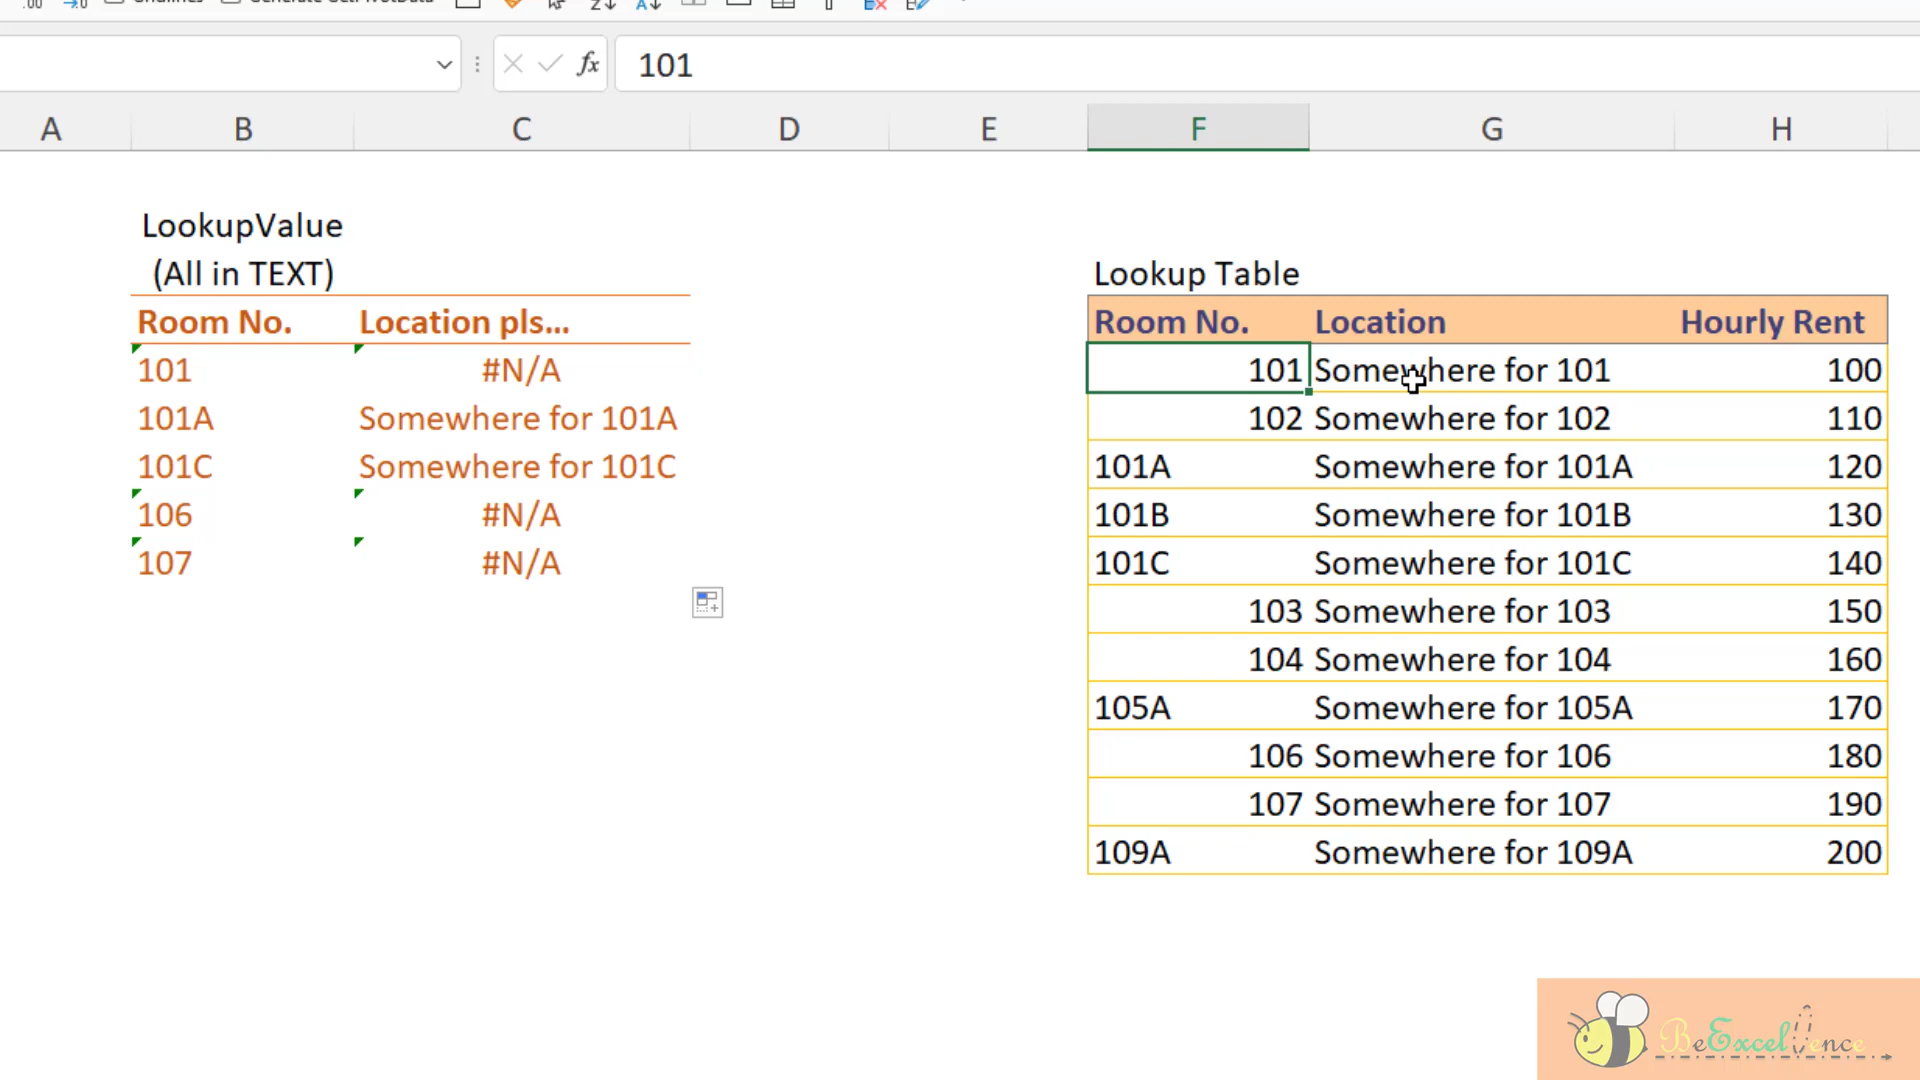 101
A B C D E F G H
LookupValue
(All in TEXT)
Lookup Table
Room No. Location pls... Room No. Location Hourly Rent
101 #N/A 101 Somewhere for 101 100
101A Somewhere for 101A 102 Somewhere for 102 110
101C Somewhere for 101C 101A Somewhere for 101A 120
106 #N/A 101B Somewhere for 101B 130
107 #N/A 101C Somewhere for 101C 140
103 Somewhere for 103 150
104 Somewhere for 104 160
105A Somewhere for 105A 170
106 Somewhere for 106 180
107 Somewhere for 107 190
109A Somewhere for 109A 200
BeExcellence